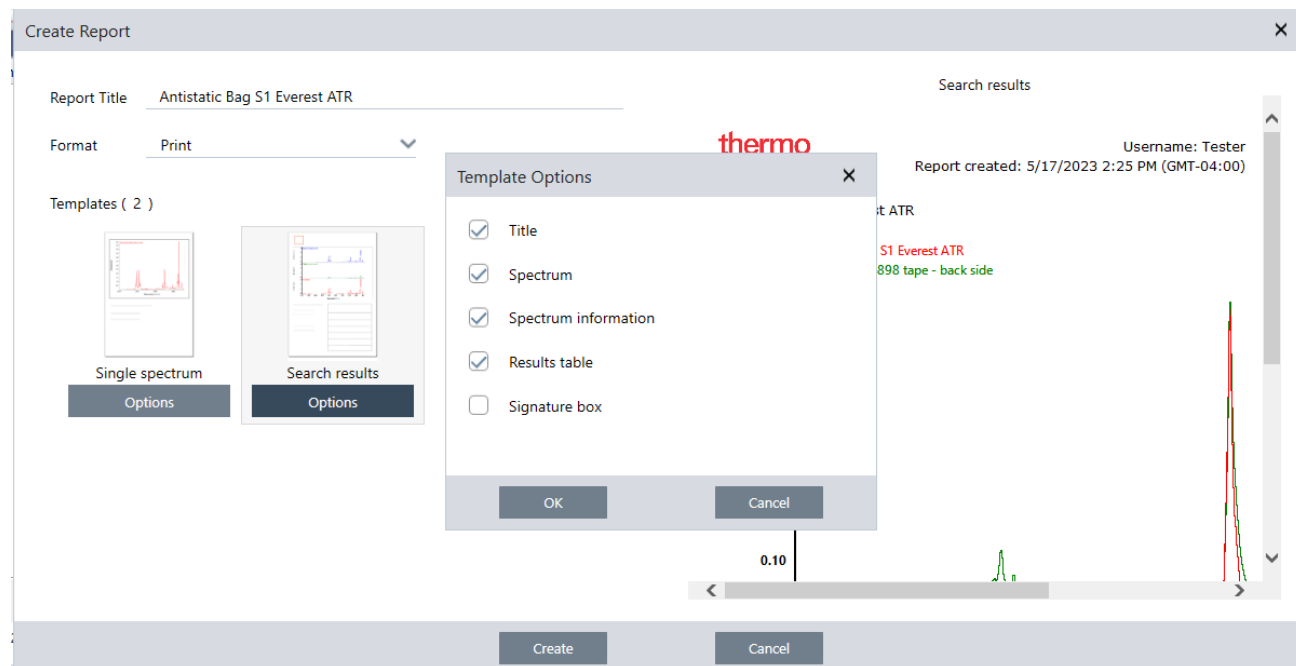 Create Report
Report Title Antistatic Bag S1 Everest ATR
Format Print
Templates ( 2 )
Single spectrum
Options
Search results
Options
Search results
thermo
Username: Tester
Report created: 5/17/2023 2:25 PM (GMT-04:00)
st ATR
S1 Everest ATR
898 tape - back side
0.10
Template Options
Title
Spectrum
Spectrum information
Results table
Signature box
OK Cancel
Create Cancel